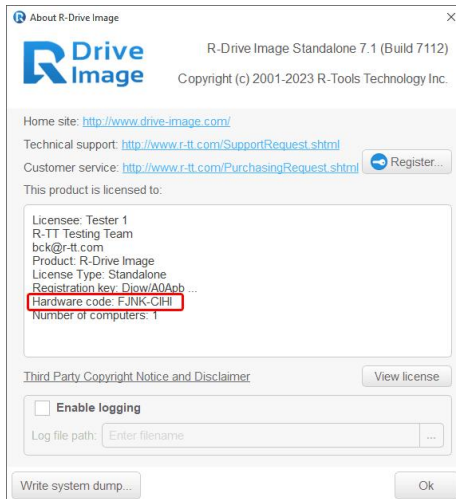 About R-Drive Image
R Drive Image
R-Drive Image Standalone 7.1 (Build 7112)
Copyright (c) 2001-2023 R-Tools Technology Inc.
Home site: http://www.drive-image.com/
Technical support: http://www.r-tt.com/SupportRequest.shtml
Customer service: http://www.r-tt.com/PurchasingRequest.shtml
Register...
This product is licensed to:
Licensee: Tester 1
R-TT Testing Team
bck@r-tt.com
Product: R-Drive Image
License Type: Standalone
Registration key: Djow/A0Apb ...
Hardware code: FJNK-CIHI
Number of computers: 1
Third Party Copyright Notice and Disclaimer
View license
Enable logging
Log file path: Enter filename ...
Write system dump...
Ok